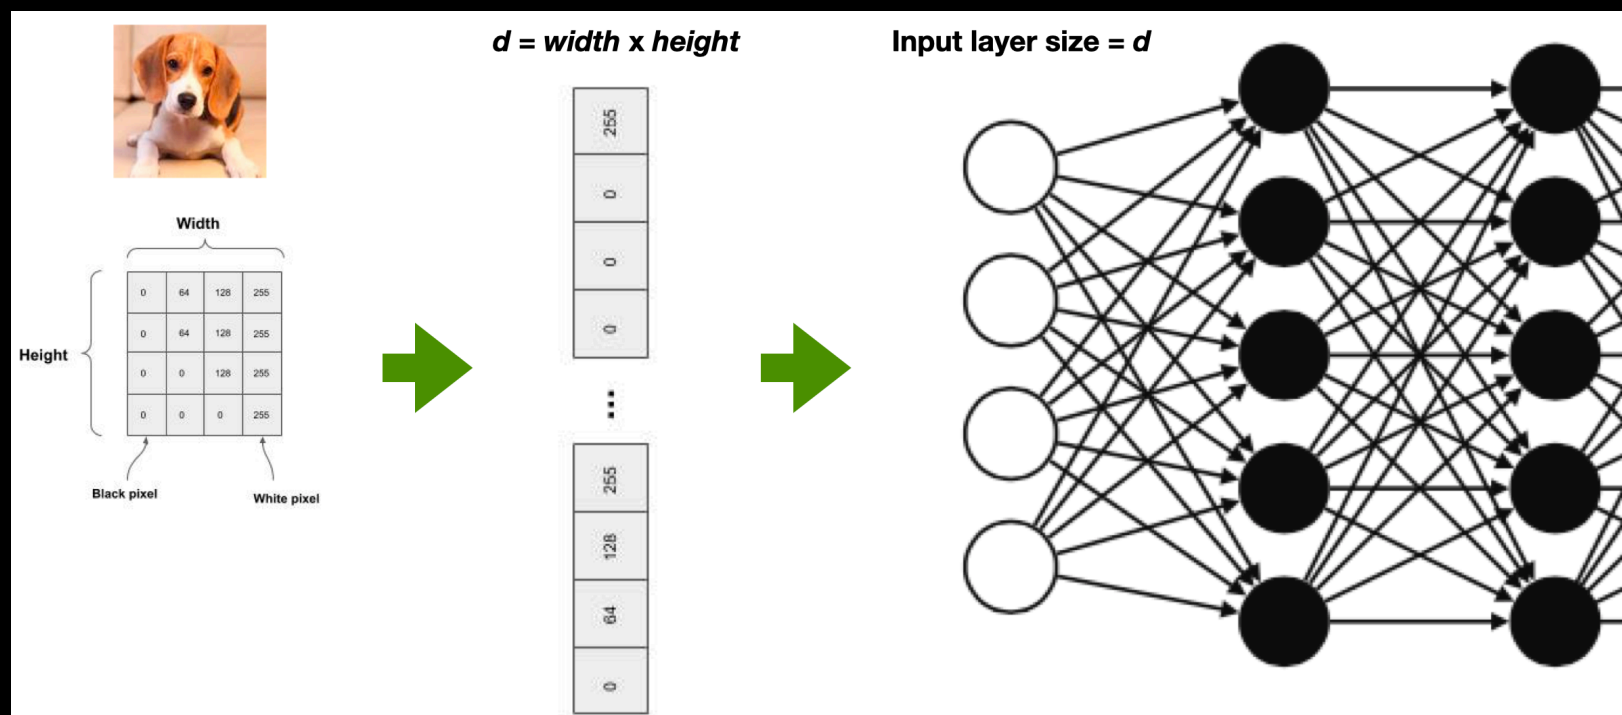 d = width x height
Input layer size = d
Width
Height
0 64 128 255
0 64 128 255
0 0 128 255
0 0 0 255
Black pixel
White pixel
255
0
0
0
...
255
128
64
0